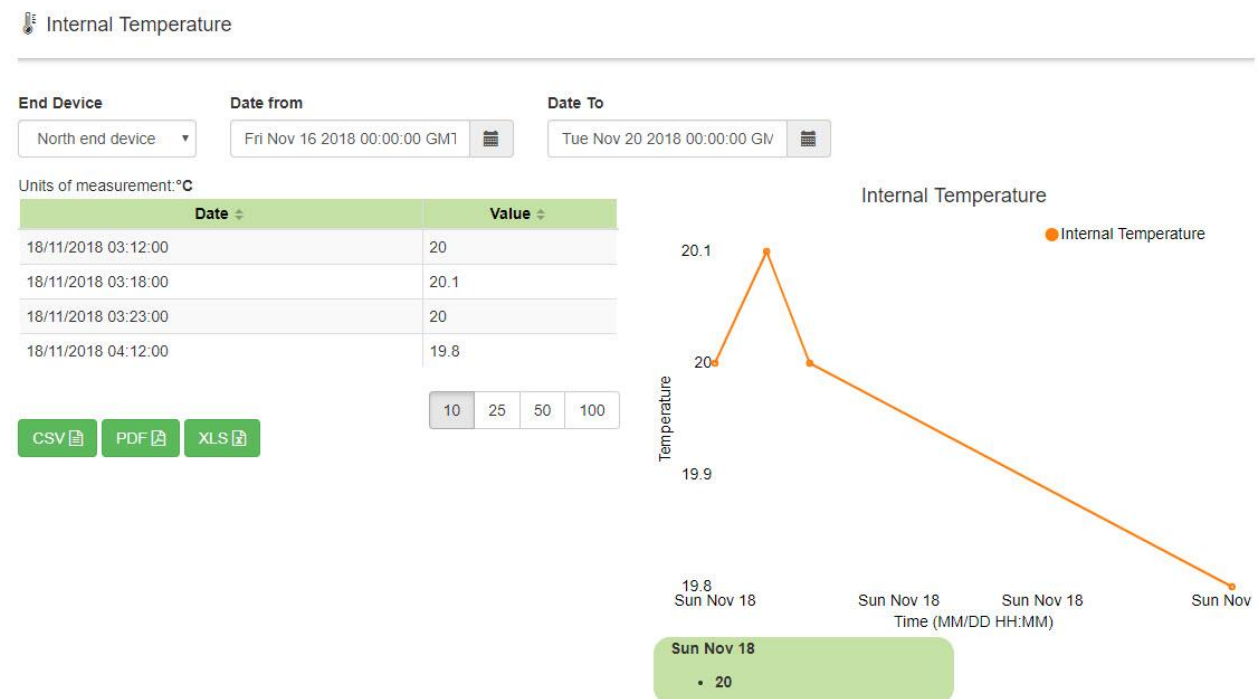 Internal Temperature
End Device
Date from
Date To
North end device
Fri Nov 16 2018 00:00:00 GMT
Tue Nov 20 2018 00:00:00 GM
Units of measurement:°C
Date Value
18/11/2018 03:12:00 20
18/11/2018 03:18:00 20.1
18/11/2018 03:23:00 20
18/11/2018 04:12:00 19.8
10 25 50 100
CSV PDF XLS
Internal Temperature
Internal Temperature
20.1
20
19.9
19.8
Temperature
Sun Nov 18 Sun Nov 18 Sun Nov 18 Sun Nov
Time (MM/DD HH:MM)
Sun Nov 18
• 20